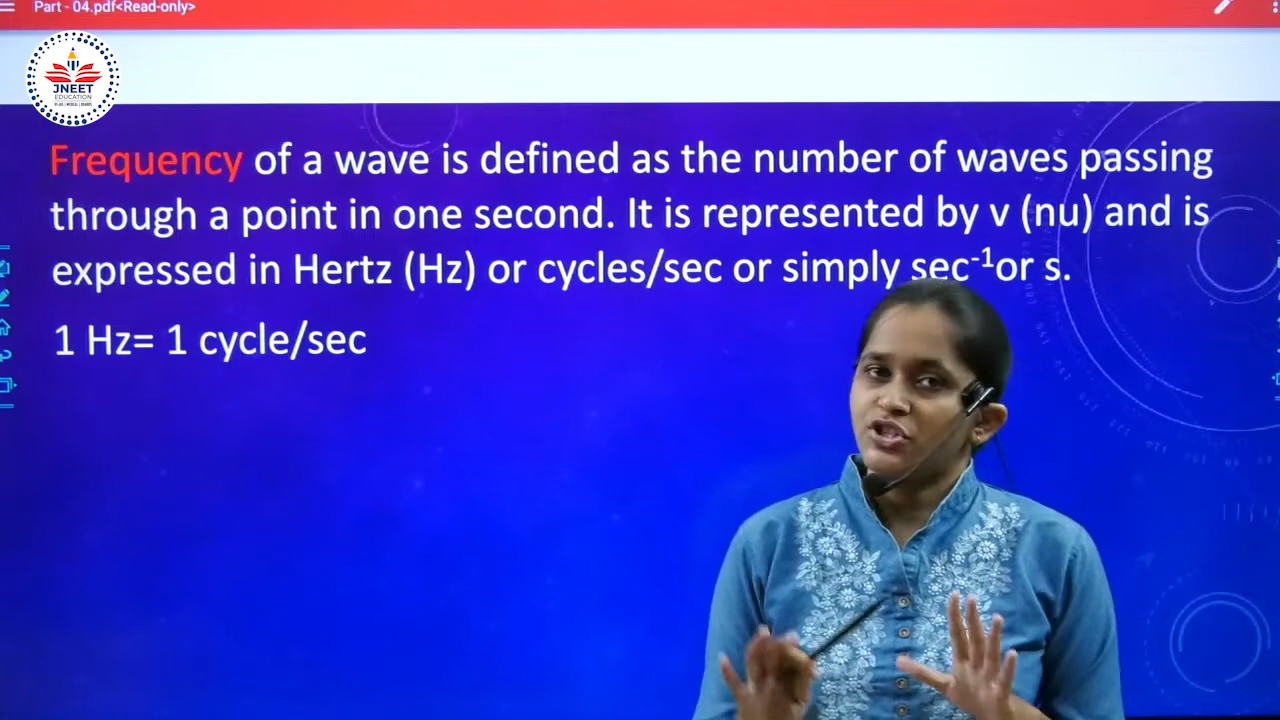 Part - 04.pdf<Read-only>
JNEET
EDUCATION
Frequency of a wave is defined as the number of waves passing
through a point in one second. It is represented by ν (nu) and is
expressed in Hertz (Hz) or cycles/sec or simply sec⁻¹or s.
1 Hz= 1 cycle/sec